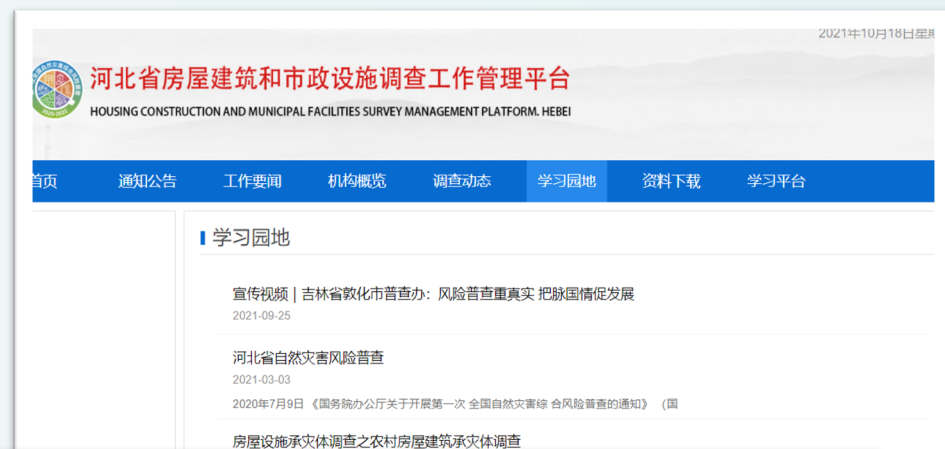 2021年10月18日星期
河北省房屋建筑和市政设施调查工作管理平台
HOUSING CONSTRUCTION AND MUNICIPAL FACILITIES SURVEY MANAGEMENT PLATFORM. HEBEI
首页 通知公告 工作要闻 机构概览 调查动态 学习园地 资料下载 学习平台
学习园地
宣传视频 | 吉林省敦化市普查办：风险普查重真实 把脉国情促发展
2021-09-25
河北省自然灾害风险普查
2021-03-03
2020年7月9日 《国务院办公厅关于开展第一次 全国自然灾害综 合风险普查的通知》 （国
房屋设施承灾体调查之农村房屋建筑承灾体调查